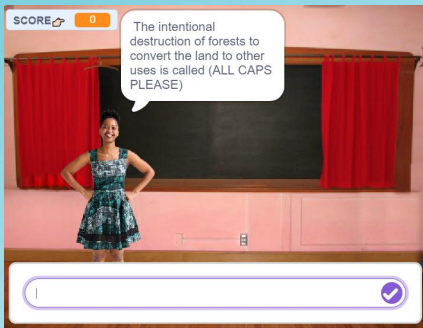 SCORE👉 0
The intentional
destruction of forests to
convert the land to other
uses is called (ALL CAPS
PLEASE)